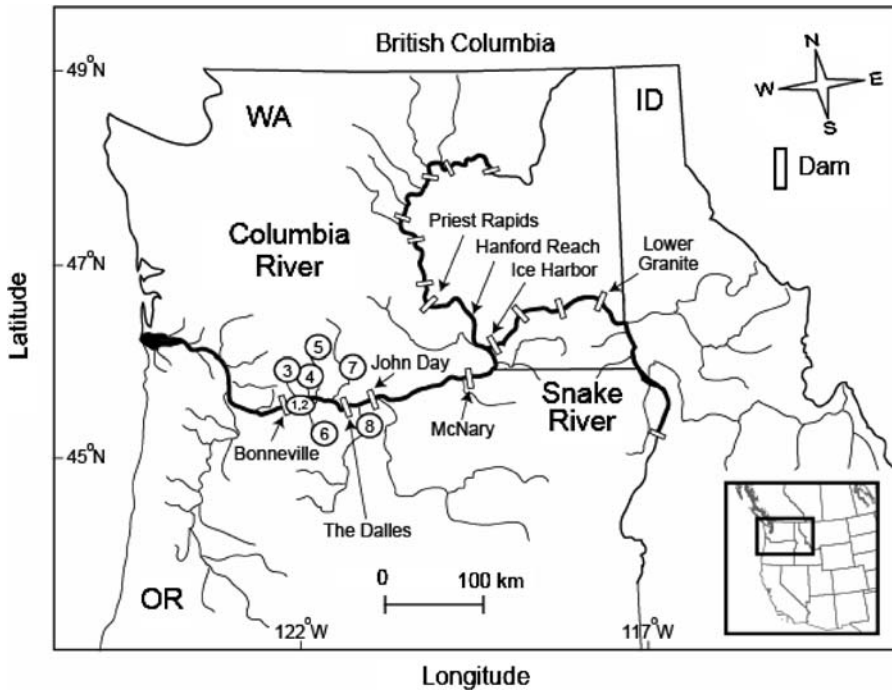 British Columbia
49°N
WA
ID
N
W
E
S
Dam
Priest Rapids
Columbia
River
Hanford Reach
Ice Harbor
Lower
Granite
47°N
Latitude
5
3
4
7
John Day
1,2
Snake
River
McNary
6
8
Bonneville
45°N
The Dalles
0
100 km
OR
122°W
117°W
Longitude